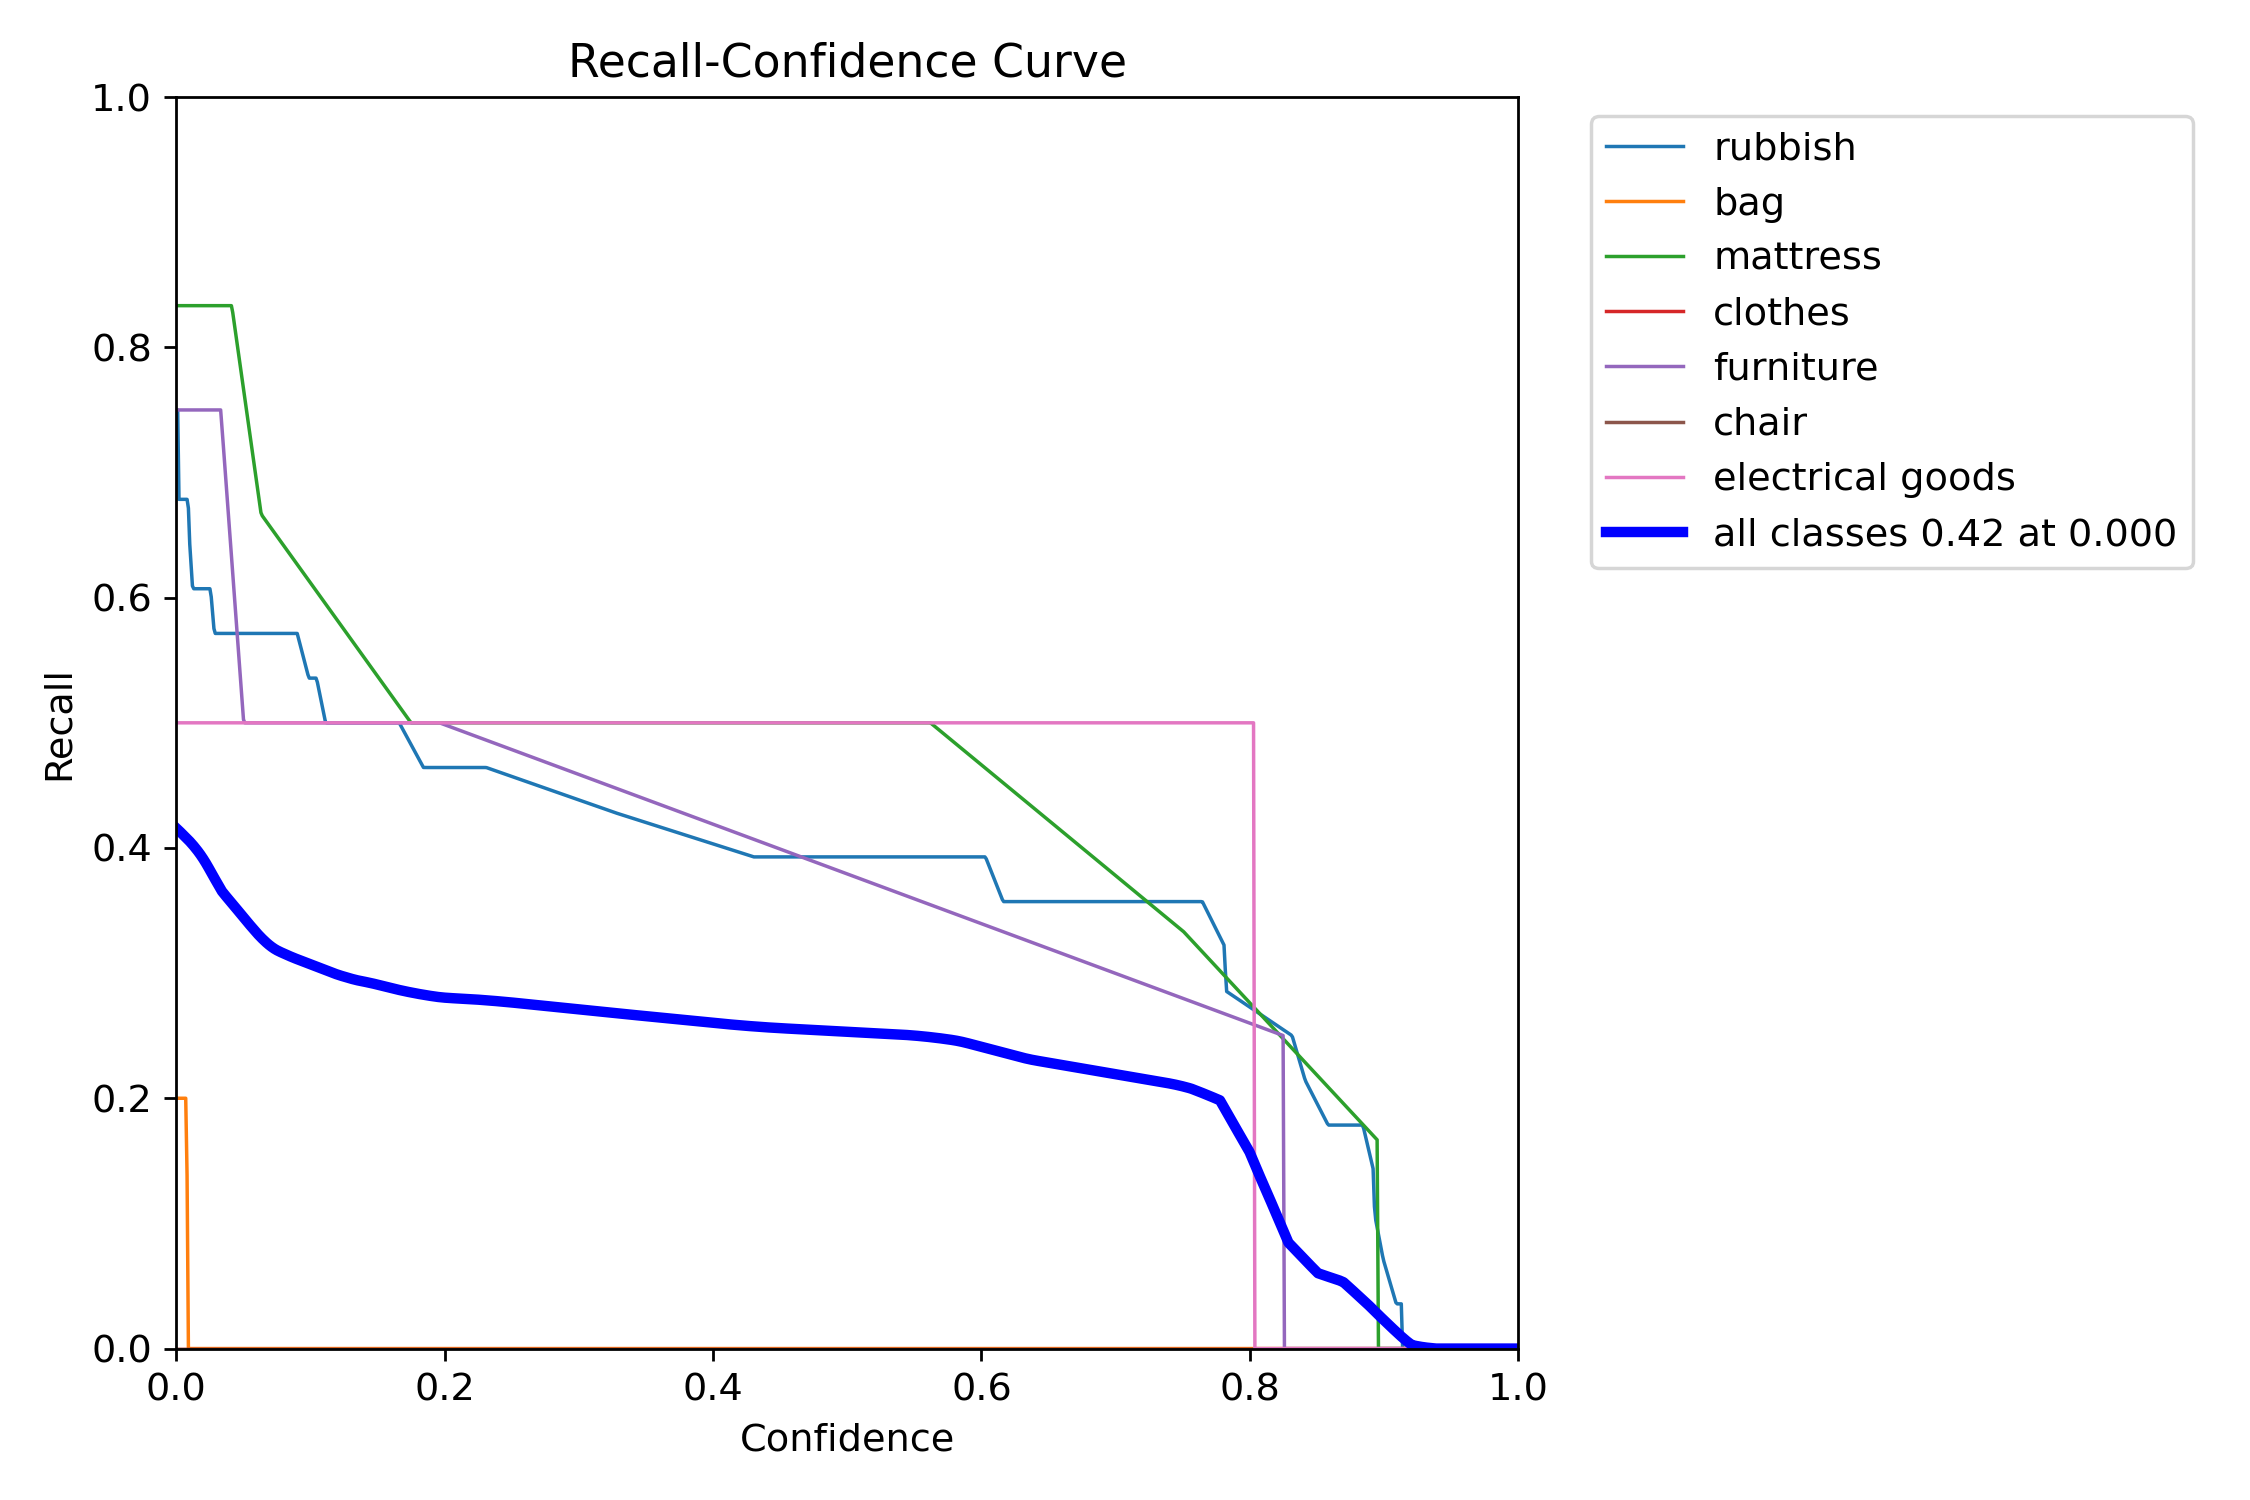 Recall-Confidence Curve
1.0
0.8
0.6
0.4
0.2
0.0
Recall
0.0 0.2 0.4 0.6 0.8 1.0
Confidence
rubbish
bag
mattress
clothes
furniture
chair
electrical goods
all classes 0.42 at 0.000